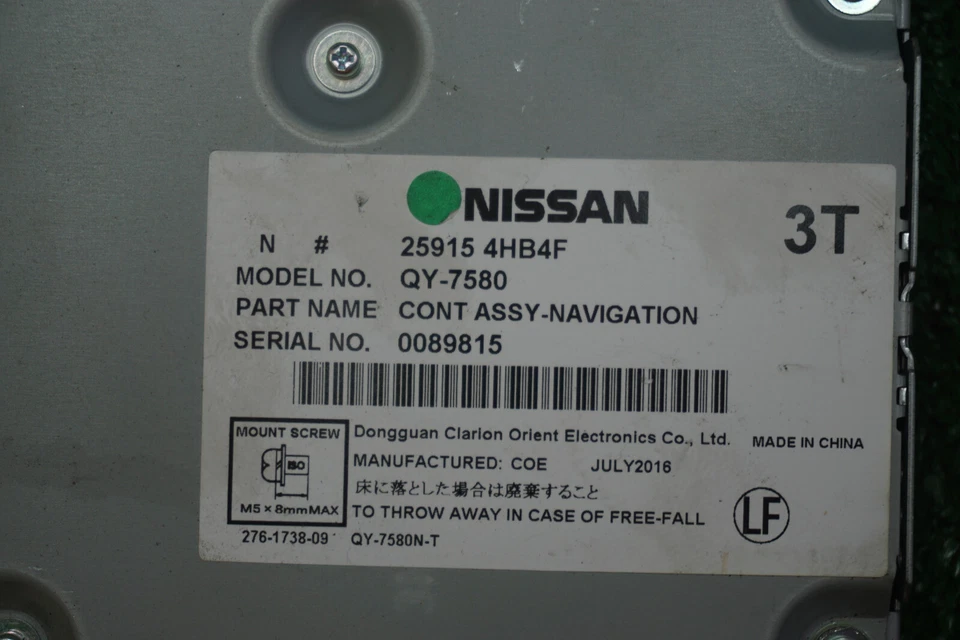 NISSAN
3T
N # 25915 4HB4F
MODEL NO. QY-7580
PART NAME CONT ASSY-NAVIGATION
SERIAL NO. 0089815
MOUNT SCREW
ISO
M5×8mmMAX
Dongguan Clarion Orient Electronics Co., Ltd. MADE IN CHINA
MANUFACTURED: COE JULY2016
床に落とした場合は廃棄すること
TO THROW AWAY IN CASE OF FREE-FALL
LF
276-1738-09 QY-7580N-T